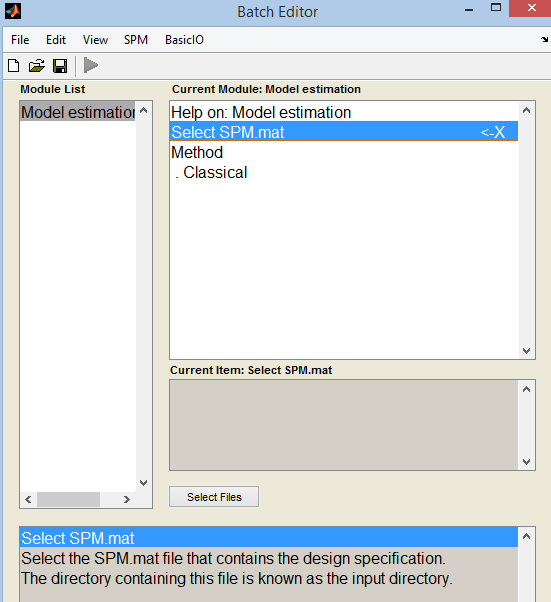 Batch Editor
File Edit View SPM BasicIO
Module List
Model estimation
Current Module: Model estimation
Help on: Model estimation
Select SPM.mat <-X
Method
. Classical
Current Item: Select SPM.mat
Select Files
Select SPM.mat
Select the SPM.mat file that contains the design specification.
The directory containing this file is known as the input directory.